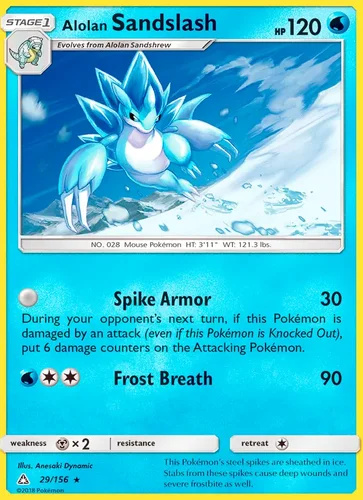 STAGE 1 Alolan Sandslash HP 120
Evolves from Alolan Sandshrew
NO. 028 Mouse Pokémon HT: 3'11" WT: 121.3 lbs.
Spike Armor 30
During your opponent's next turn, if this Pokémon is
damaged by an attack (even if this Pokémon is Knocked Out),
put 6 damage counters on the Attacking Pokémon.
Frost Breath 90
weakness ×2 resistance retreat
Illus. Anesaki Dynamic
29/156
©2018 Pokémon
This Pokémon's steel spikes are sheathed in ice.
Stabs from these spikes cause deep wounds and
severe frostbite as well.